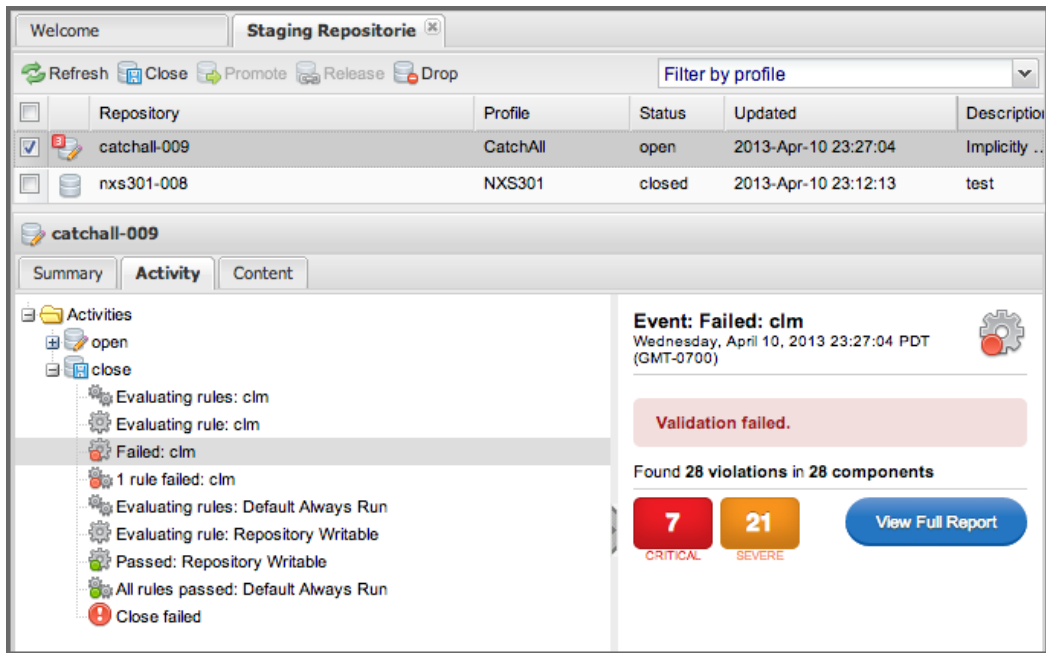 Welcome
Staging Repositorie
Refresh Close Promote Release Drop
Filter by profile
Repository Profile Status Updated Description
3 catchall-009 CatchAll open 2013-Apr-10 23:27:04 Implicitly ...
nxs301-008 NXS301 closed 2013-Apr-10 23:12:13 test
catchall-009
Summary Activity Content
Activities
open
close
Evaluating rules: clm
Evaluating rule: clm
Failed: clm
1 rule failed: clm
Evaluating rules: Default Always Run
Evaluating rule: Repository Writable
Passed: Repository Writable
All rules passed: Default Always Run
Close failed
Event: Failed: clm
Wednesday, April 10, 2013 23:27:04 PDT
(GMT-0700)
Validation failed.
Found 28 violations in 28 components
7 21
CRITICAL SEVERE
View Full Report